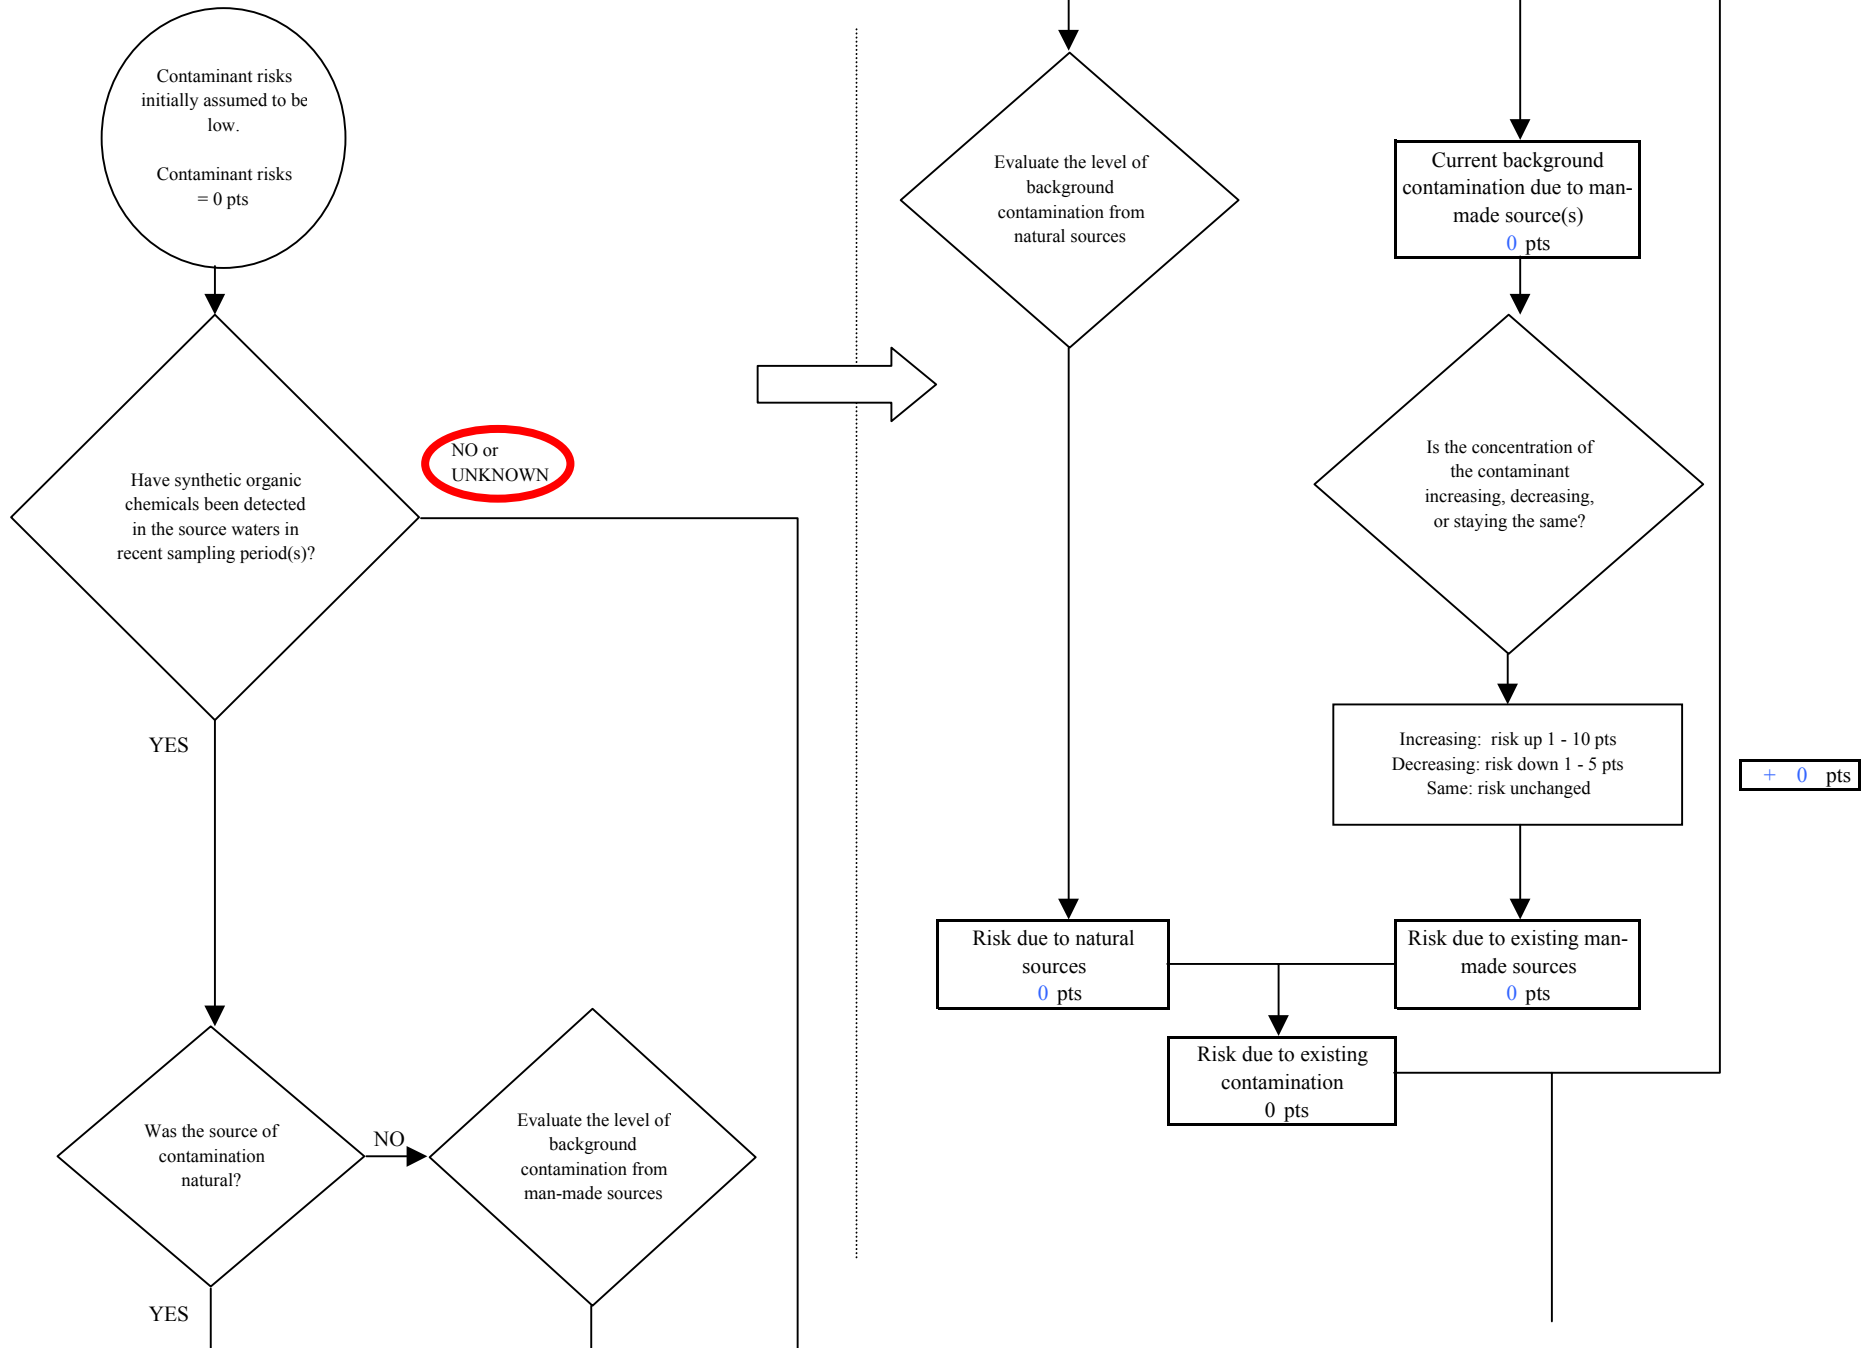 Contaminant risks
initially assumed to be
low.
Contaminant risks
= 0 pts
Have synthetic organic
chemicals been detected
in the source waters in
recent sampling period(s)?
NO or
UNKNOWN
YES
Was the source of
contamination
natural?
NO
Evaluate the level of
background
contamination from
man-made sources
YES
Evaluate the level of
background
contamination from
natural sources
Current background
contamination due to man-
made source(s)
0 pts
Is the concentration of
the contaminant
increasing, decreasing,
or staying the same?
Increasing: risk up 1 - 10 pts
Decreasing: risk down 1 - 5 pts
Same: risk unchanged
+ 0 pts
Risk due to natural
sources
0 pts
Risk due to existing man-
made sources
0 pts
Risk due to existing
contamination
0 pts